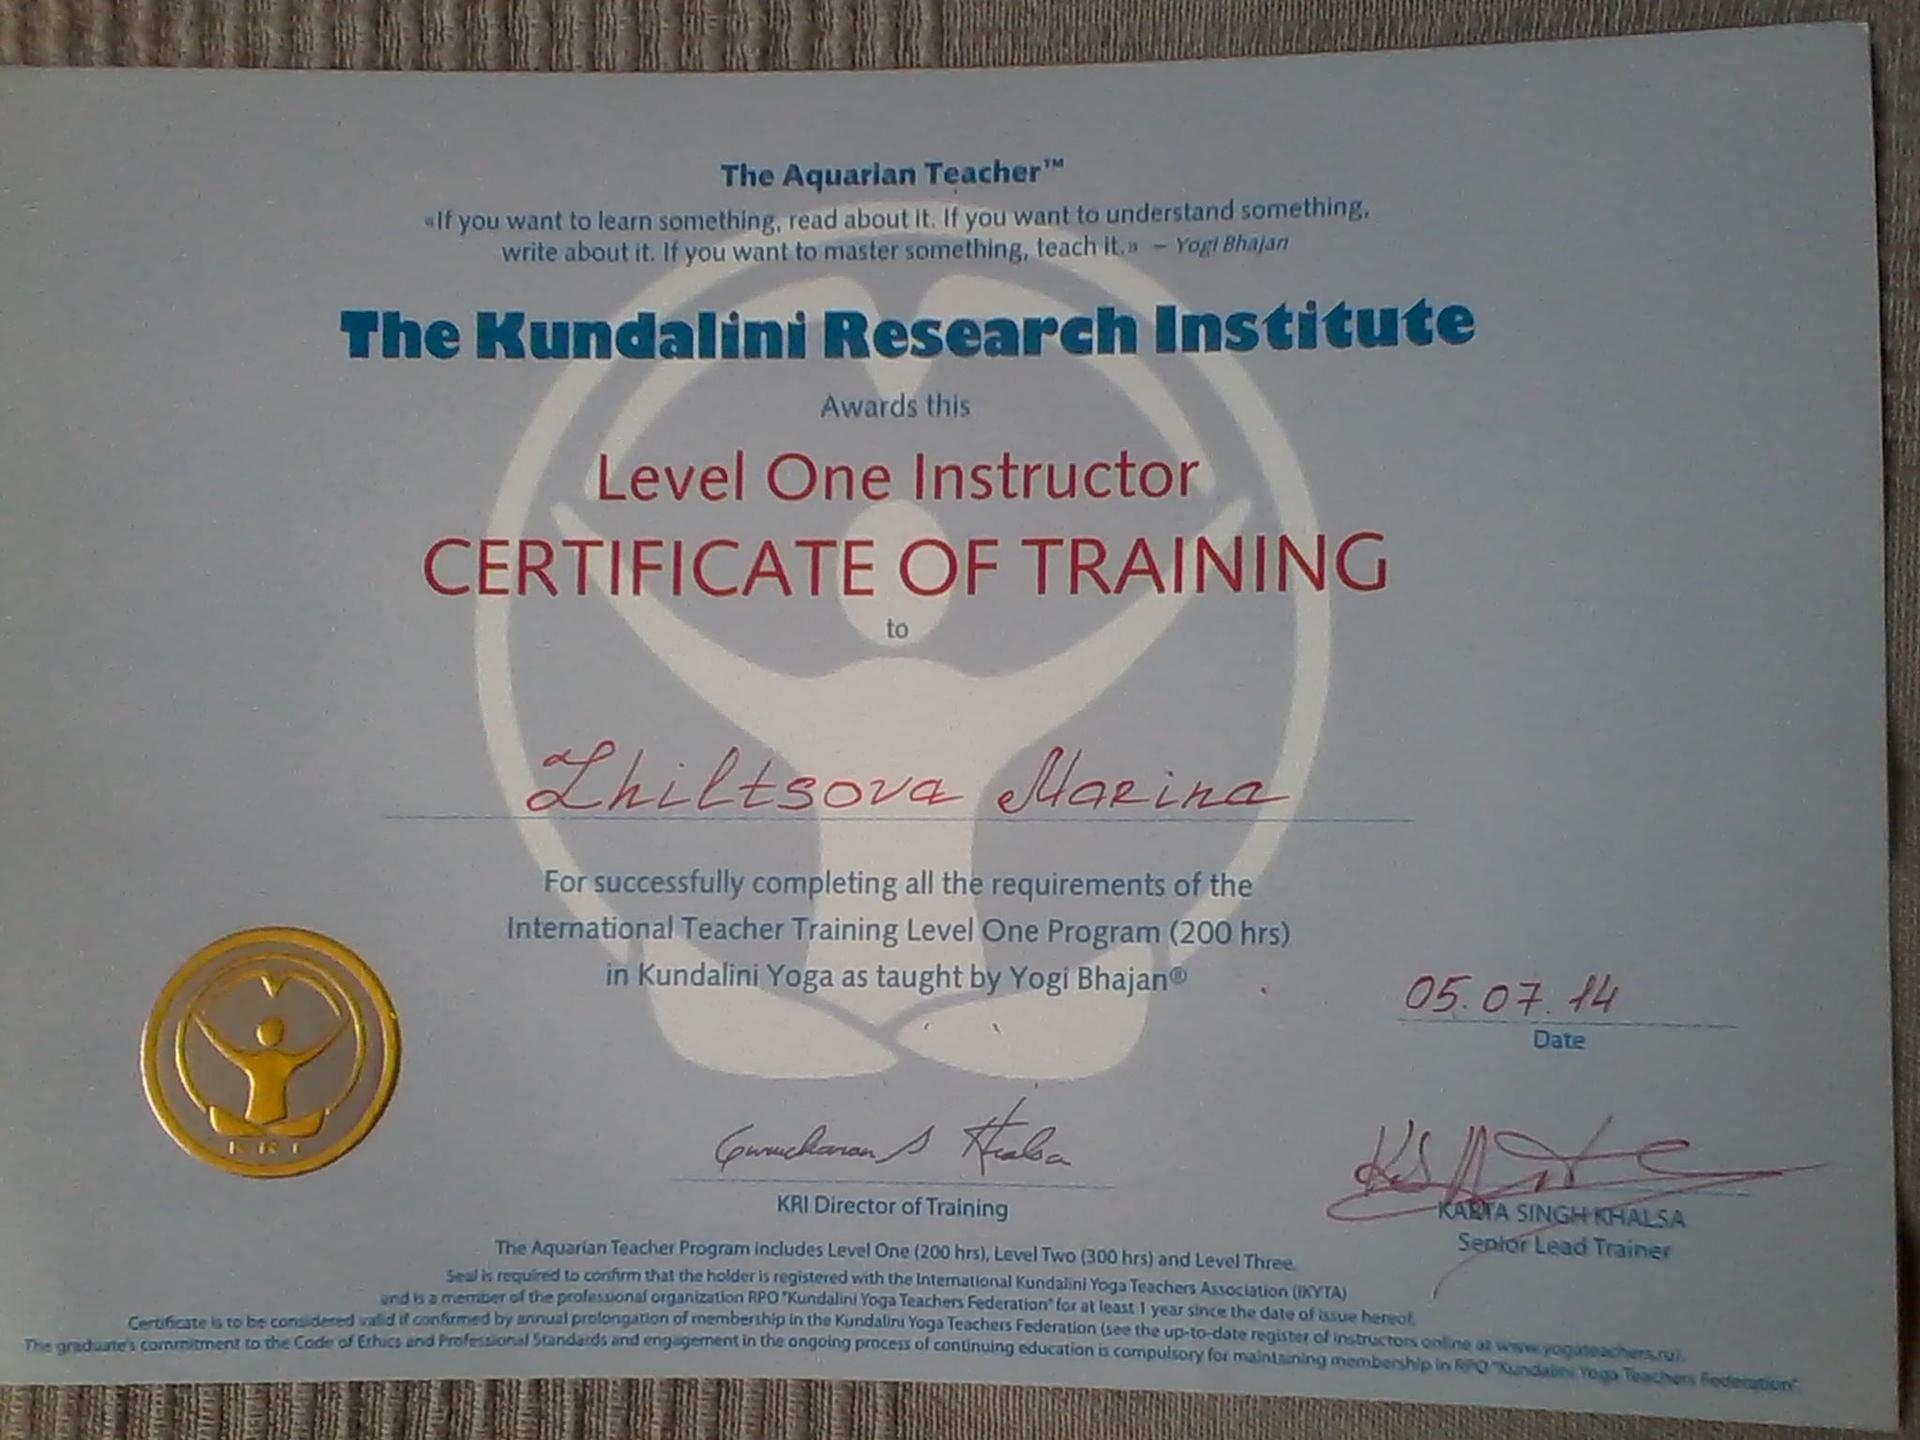 The Aquarian Teacher™
«If you want to learn something, read about it. If you want to understand something,
write about it. If you want to master something, teach it.» – Yogi Bhajan
The Kundalini Research Institute
Awards this
Level One Instructor
CERTIFICATE OF TRAINING
to
Zhiltsova Marina
For successfully completing all the requirements of the
International Teacher Training Level One Program (200 hrs)
in Kundalini Yoga as taught by Yogi Bhajan®
05.07.14
Date
KRI
Gurucharan S Khalsa
KRI Director of Training
KARTA SINGH KHALSA
Senior Lead Trainer
The Aquarian Teacher Program includes Level One (200 hrs), Level Two (300 hrs) and Level Three.
Seal is required to confirm that the holder is registered with the International Kundalini Yoga Teachers Association (IKYTA)
and is a member of the professional organization RPO "Kundalini Yoga Teachers Federation" for at least 1 year since the date of issue hereof.
Certificate is to be considered valid if confirmed by annual prolongation of membership in the Kundalini Yoga Teachers Federation (see the up-to-date register of instructors online at www.yogateachers.ru).
The graduate's commitment to the Code of Ethics and Professional Standards and engagement in the ongoing process of continuing education is compulsory for maintaining membership in RPO "Kundalini Yoga Teachers Federation"